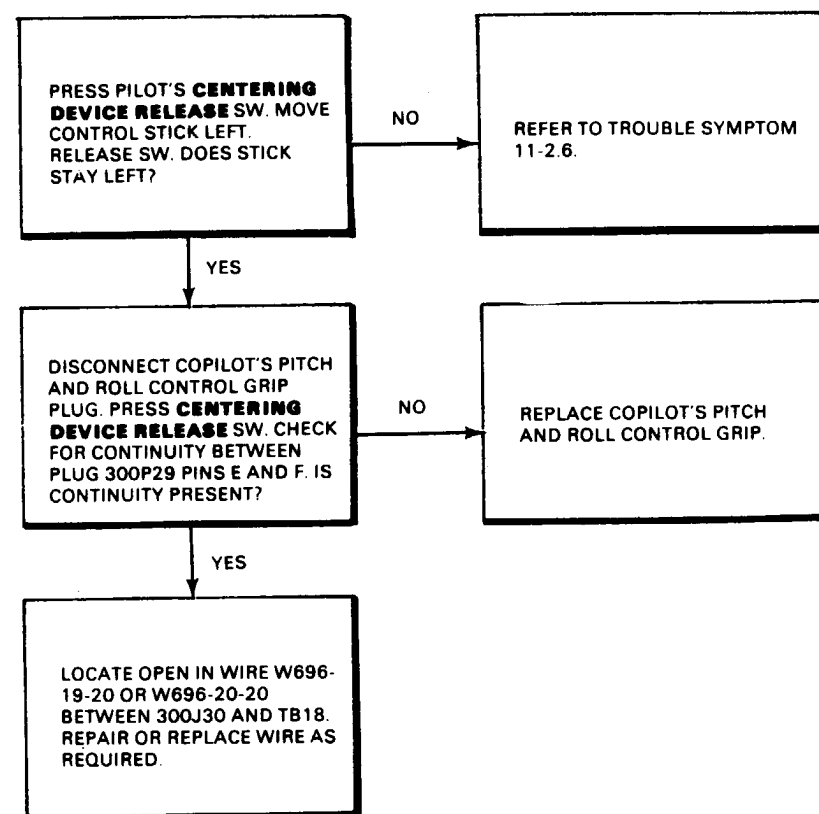 PRESS PILOT'S CENTERING
DEVICE RELEASE SW. MOVE
CONTROL STICK LEFT.
RELEASE SW. DOES STICK
STAY LEFT?
NO
REFER TO TROUBLE SYMPTOM
11-2.6.
YES
DISCONNECT COPILOT'S PITCH
AND ROLL CONTROL GRIP
PLUG. PRESS CENTERING
DEVICE RELEASE SW. CHECK
FOR CONTINUITY BETWEEN
PLUG 300P29 PINS E AND F. IS
CONTINUITY PRESENT?
NO
REPLACE COPILOT'S PITCH
AND ROLL CONTROL GRIP.
YES
LOCATE OPEN IN WIRE W696-
19-20 OR W696-20-20
BETWEEN 300J30 AND TB18.
REPAIR OR REPLACE WIRE AS
REQUIRED.